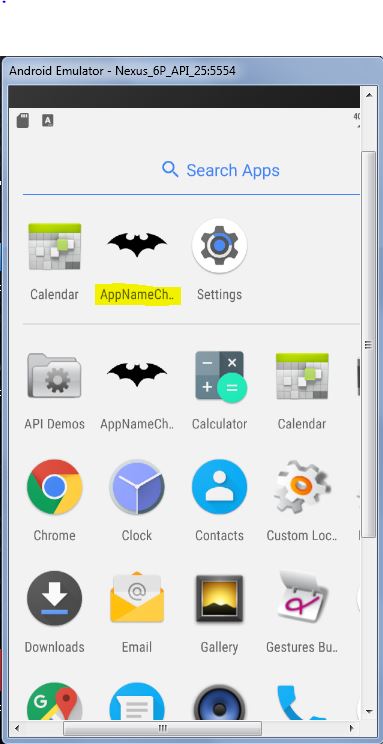 Android Emulator - Nexus_6P_API_25:5554
A
Search Apps
Calendar
AppNameCh..
Settings
API Demos
AppNameCh..
Calculator
Calendar
Chrome
Clock
Contacts
Custom Loc..
Downloads
Email
Gallery
Gestures Bu..